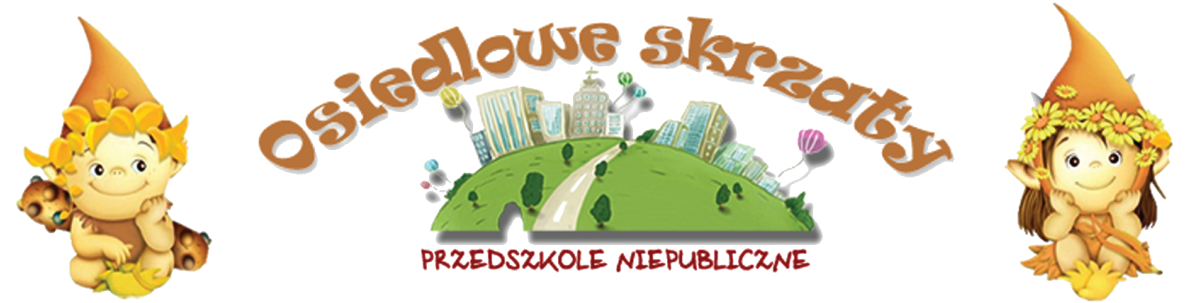 Osiedlowe skrzaty
PRZEDSZKOLE NIEPUBLICZNE